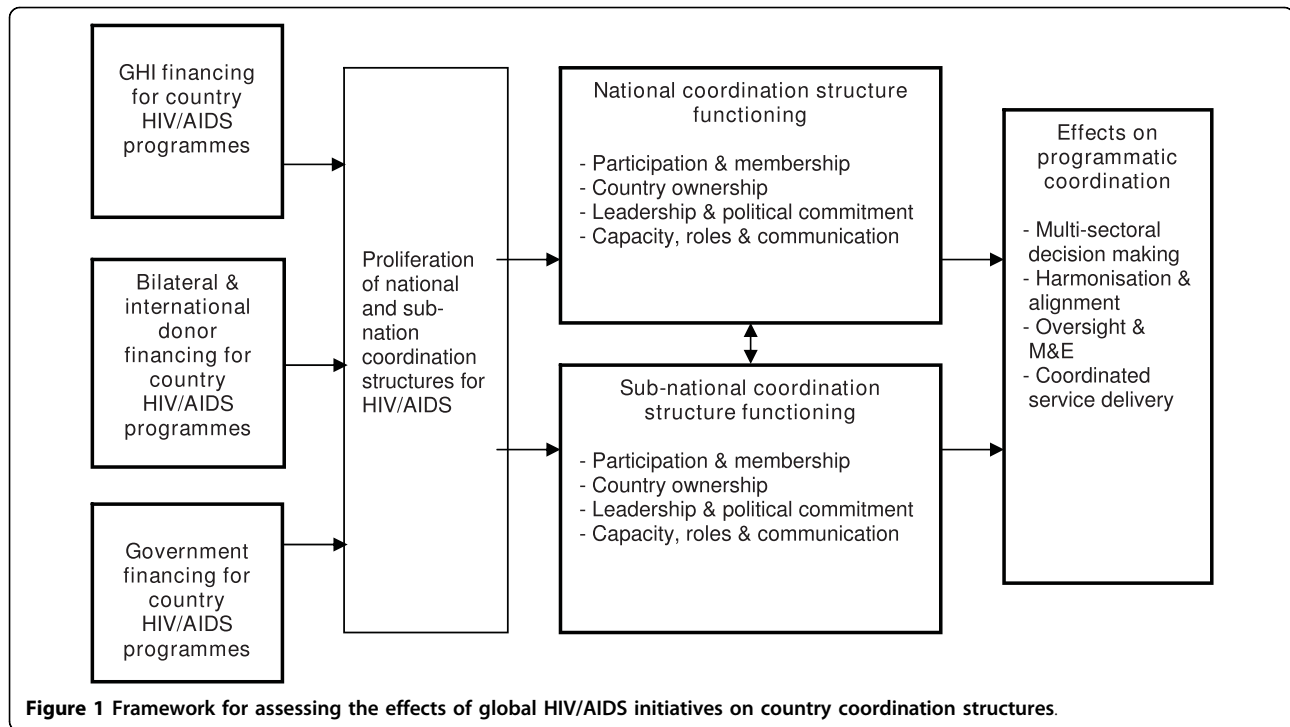 GHI financing
for country
HIV/AIDS
programmes
Bilateral &
international
donor
financing for
country
HIV/AIDS
programmes
Government
financing for
country
HIV/AIDS
programmes
Proliferation
of national
and sub-
nation
coordination
structures for
HIV/AIDS
National coordination structure
functioning
- Participation & membership
- Country ownership
- Leadership & political commitment
- Capacity, roles & communication
Sub-national coordination
structure functioning
- Participation & membership
- Country ownership
- Leadership & political commitment
- Capacity, roles & communication
Effects on
programmatic
coordination
- Multi-sectoral
decision making
- Harmonisation &
alignment
- Oversight &
M&E
- Coordinated
service delivery
Figure 1 Framework for assessing the effects of global HIV/AIDS initiatives on country coordination structures.